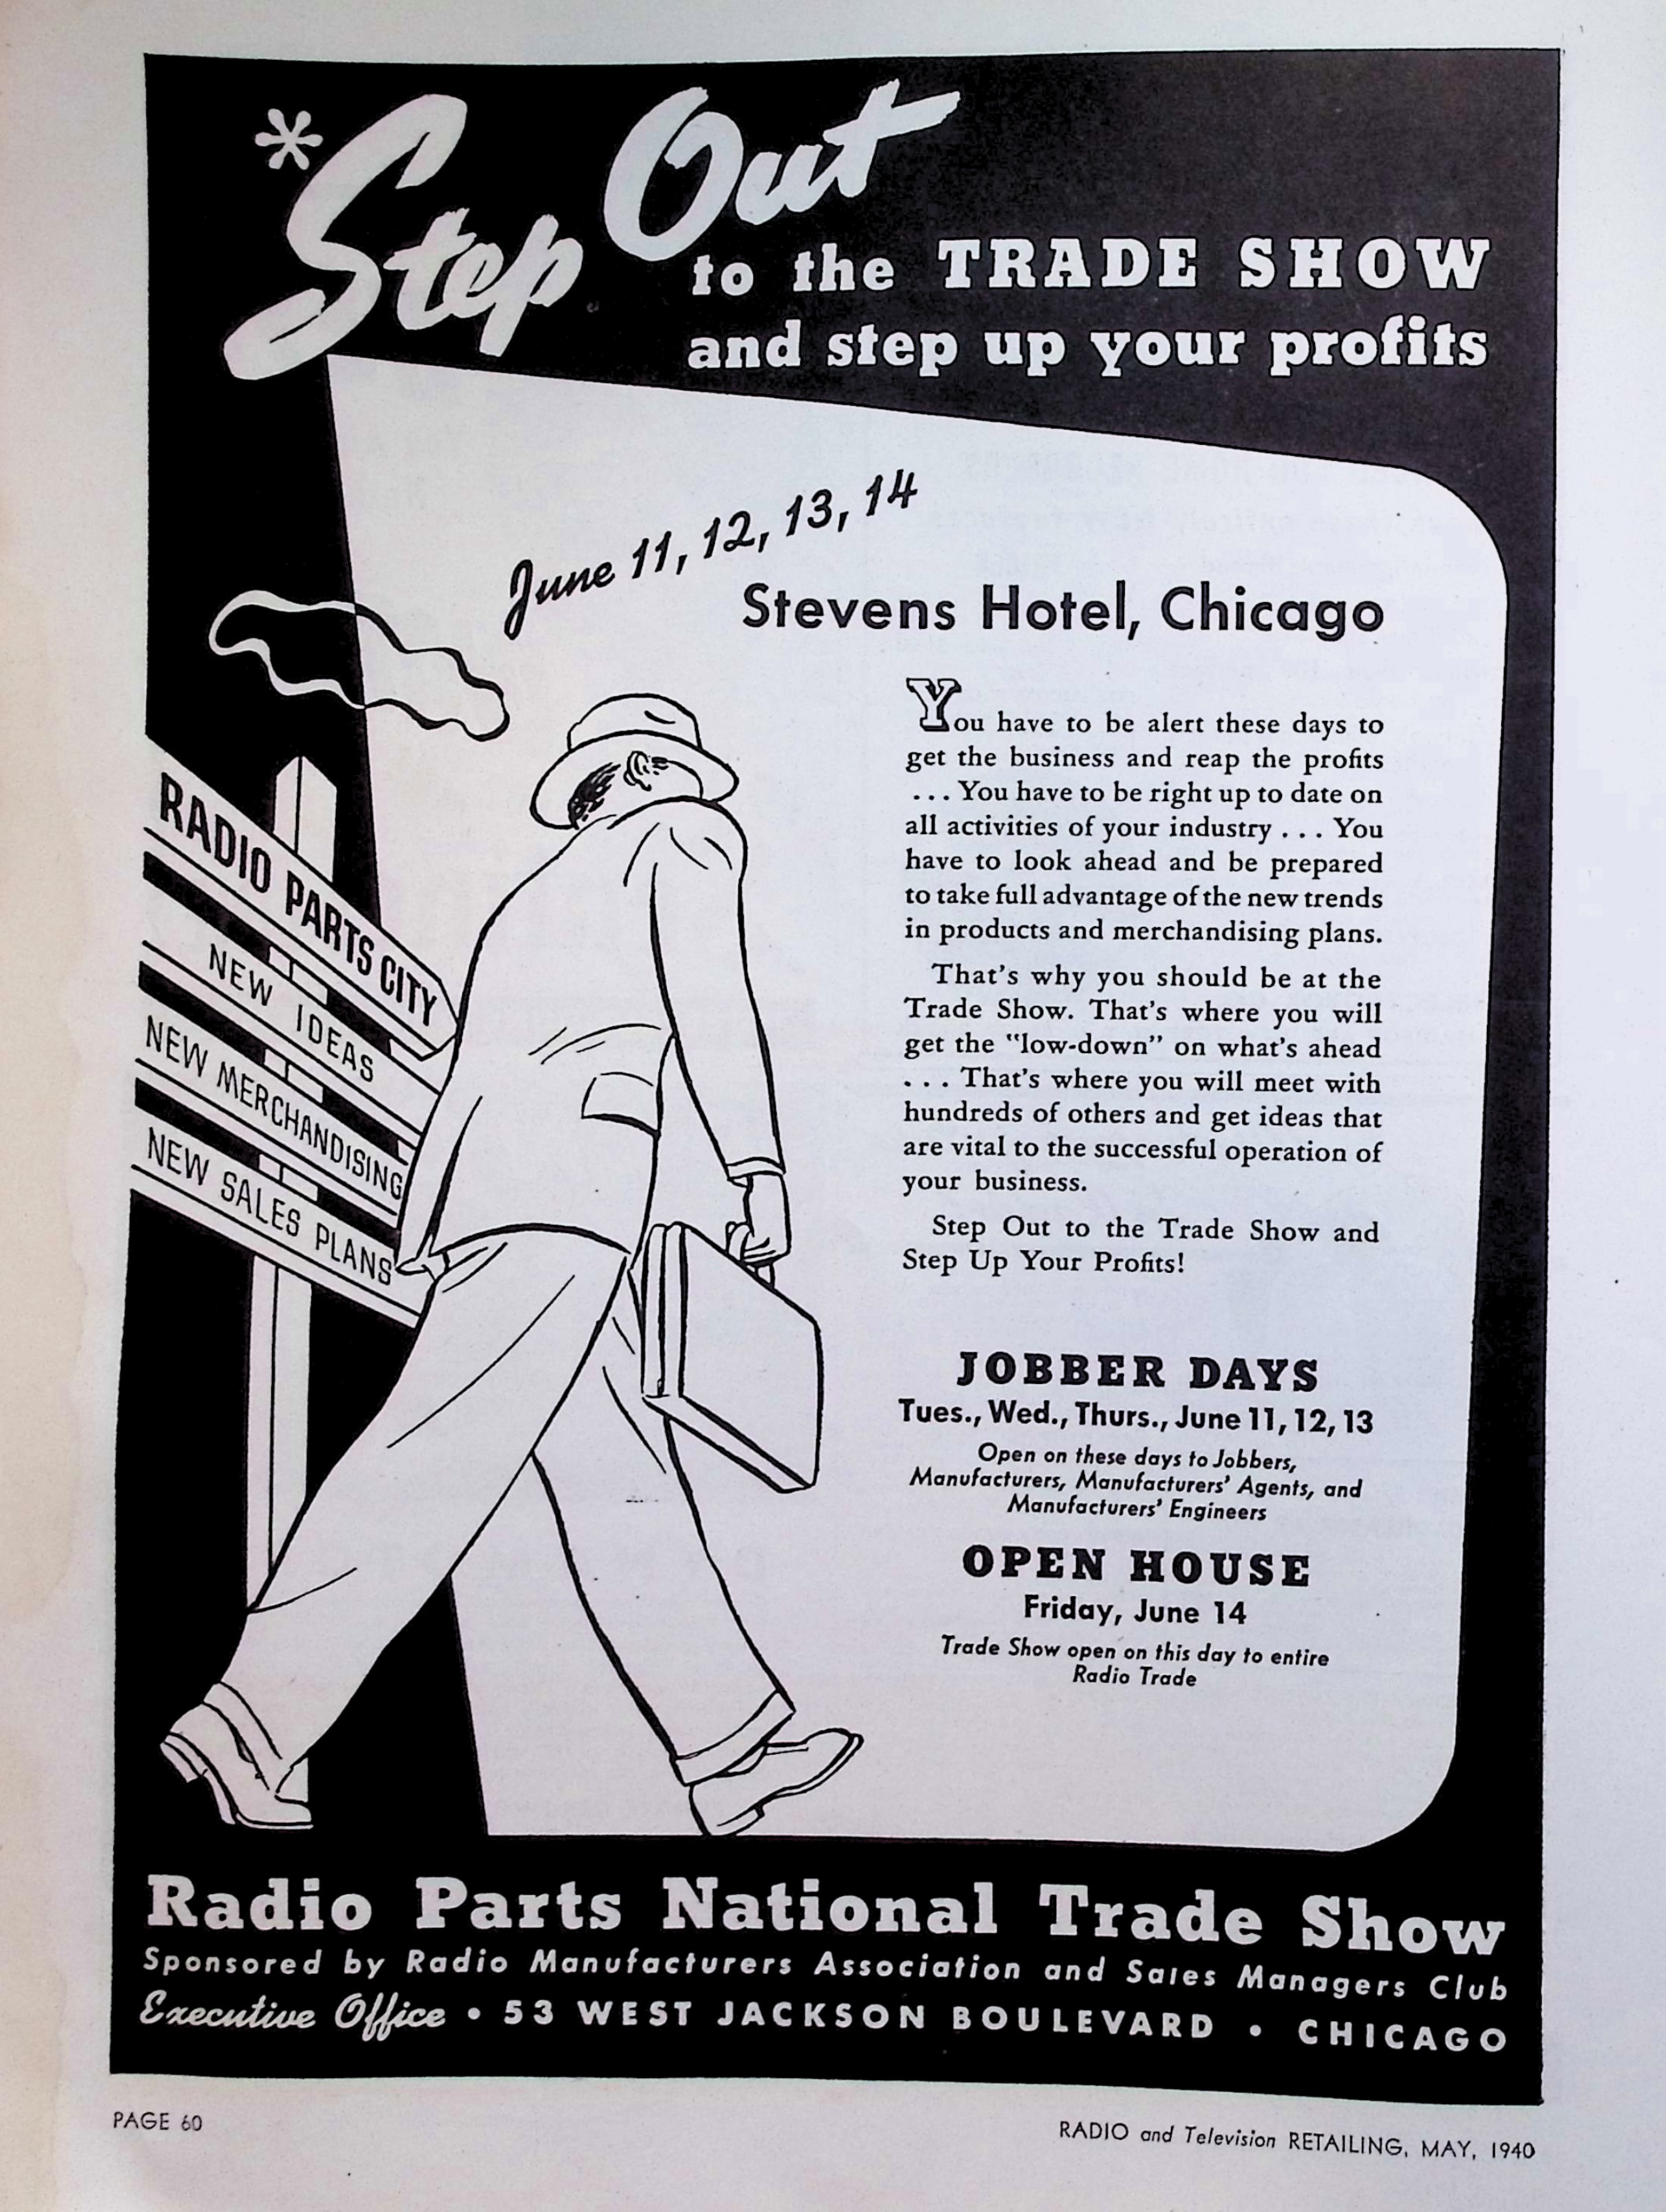 *Step Out
to the TRADE SHOW
and step up your profits
June 11, 12, 13, 14
Stevens Hotel, Chicago
RADIO PARTS CITY
NEW IDEAS
NEW MERCHANDISING
NEW SALES PLANS
You have to be alert these days to
get the business and reap the profits
... You have to be right up to date on
all activities of your industry ... You
have to look ahead and be prepared
to take full advantage of the new trends
in products and merchandising plans.
That's why you should be at the
Trade Show. That's where you will
get the "low-down" on what's ahead
... That's where you will meet with
hundreds of others and get ideas that
are vital to the successful operation of
your business.
Step Out to the Trade Show and
Step Up Your Profits!
JOBBER DAYS
Tues., Wed., Thurs., June 11, 12, 13
Open on these days to Jobbers,
Manufacturers, Manufacturers' Agents, and
Manufacturers' Engineers
OPEN HOUSE
Friday, June 14
Trade Show open on this day to entire
Radio Trade
Radio Parts National Trade Show
Sponsored by Radio Manufacturers Association and Sales Managers Club
Executive Office • 53 WEST JACKSON BOULEVARD • CHICAGO
PAGE 60
RADIO and Television RETAILING, MAY, 1940